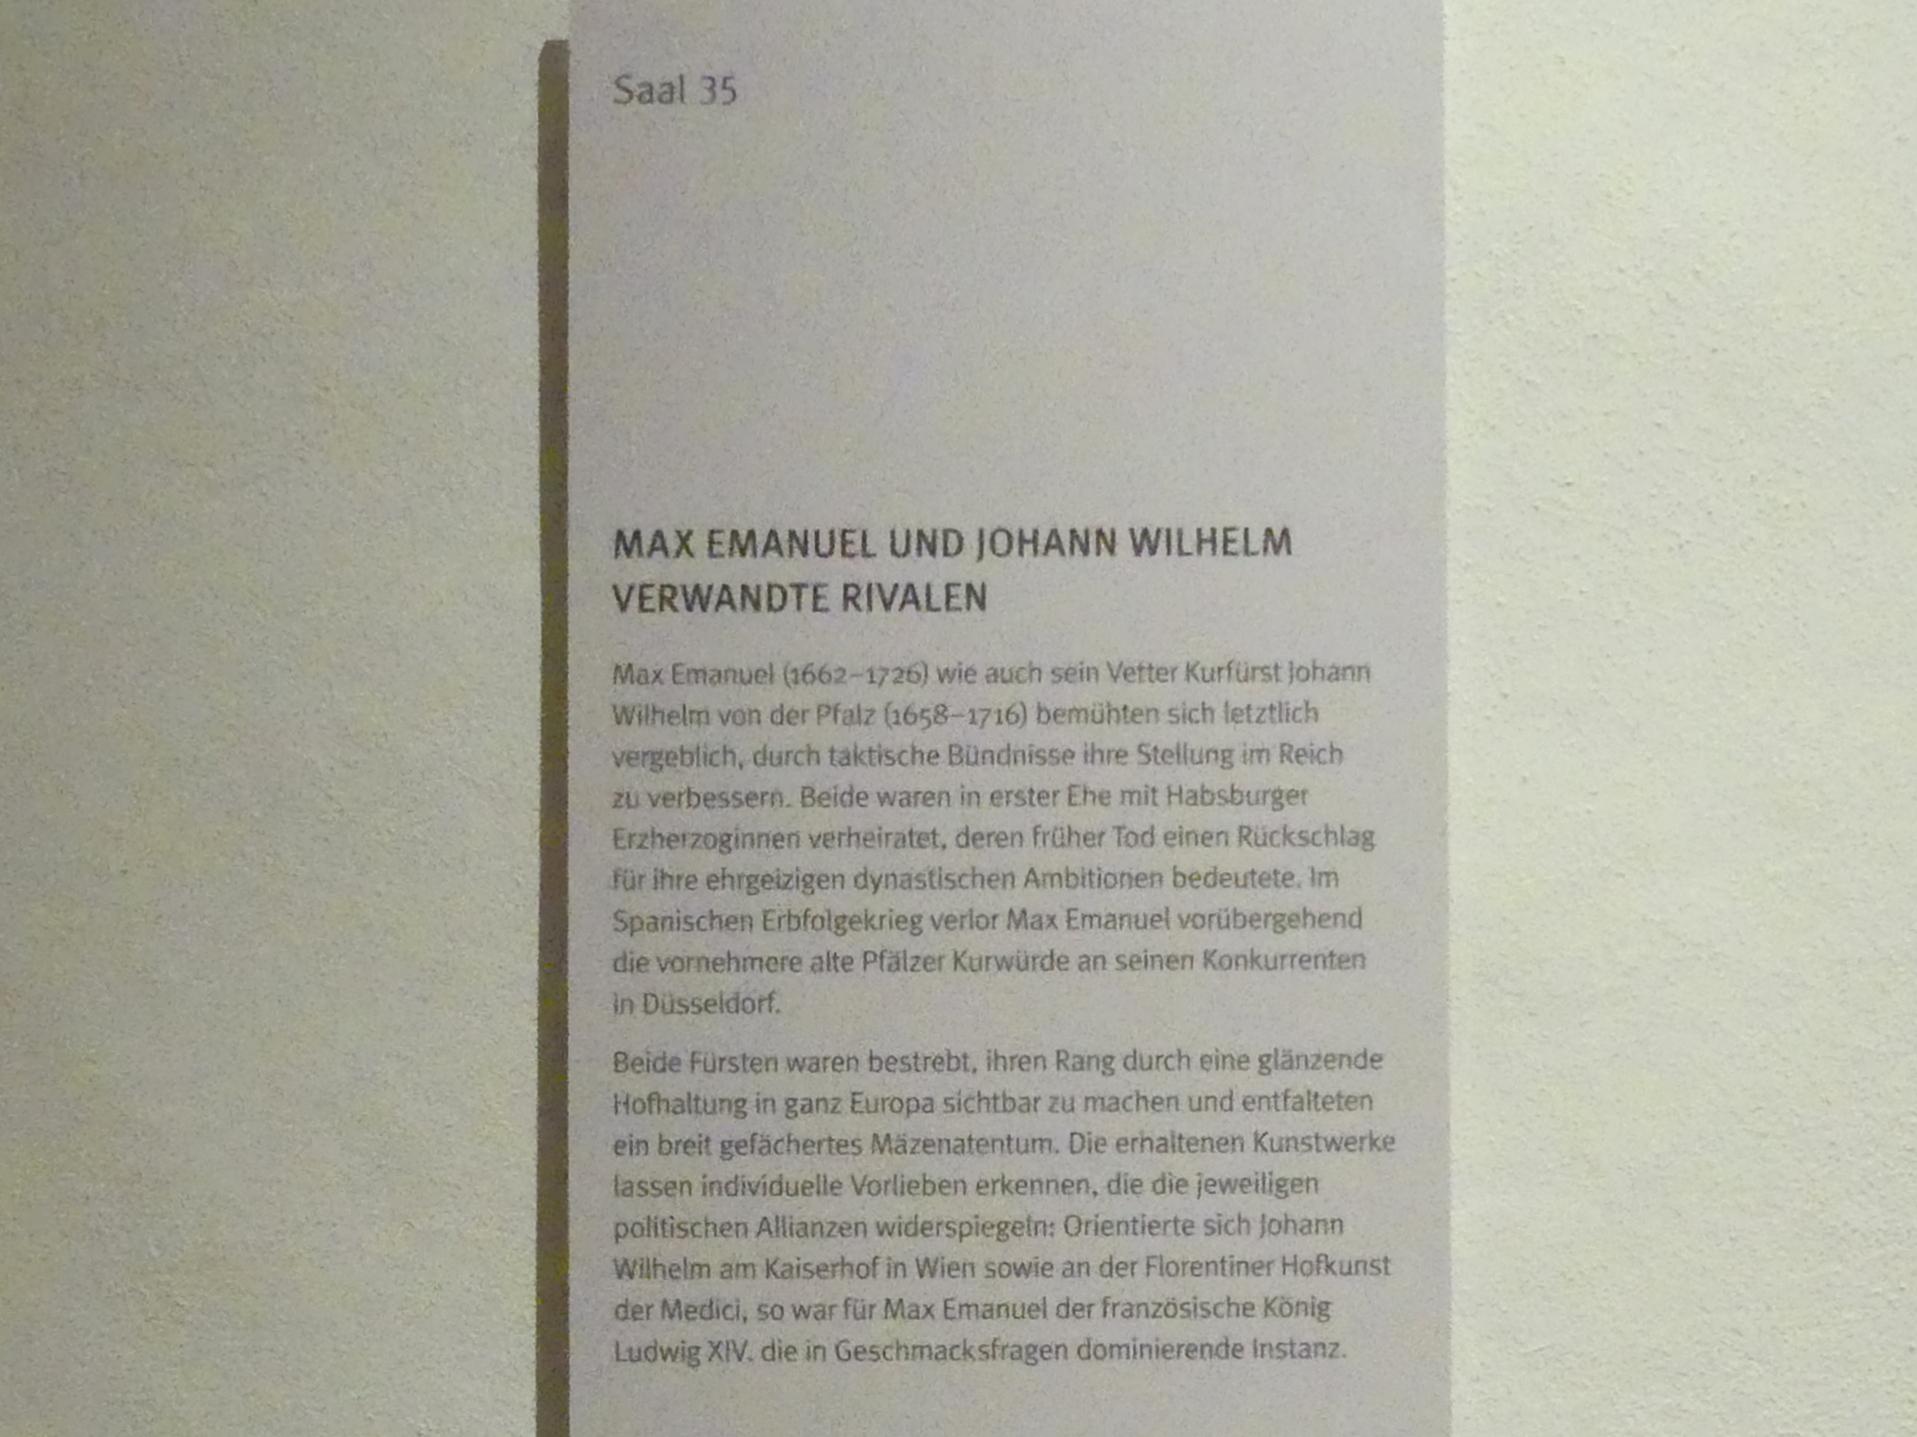 Saal 35
MAX EMANUEL UND JOHANN WILHELM
VERWANDTE RIVALEN
Max Emanuel (1662–1726) wie auch sein Vetter Kurfürst Johann
Wilhelm von der Pfalz (1658–1716) bemühten sich letztlich
vergeblich, durch taktische Bündnisse ihre Stellung im Reich
zu verbessern. Beide waren in erster Ehe mit Habsburger
Erzherzoginnen verheiratet, deren früher Tod einen Rückschlag
für ihre ehrgeizigen dynastischen Ambitionen bedeutete. Im
Spanischen Erbfolgekrieg verlor Max Emanuel vorübergehend
die vornehmere alte Pfälzer Kurwürde an seinen Konkurrenten
in Düsseldorf.
Beide Fürsten waren bestrebt, ihren Rang durch eine glänzende
Hofhaltung in ganz Europa sichtbar zu machen und entfalteten
ein breit gefächertes Mäzenatentum. Die erhaltenen Kunstwerke
lassen individuelle Vorlieben erkennen, die die jeweiligen
politischen Allianzen widerspiegeln: Orientierte sich Johann
Wilhelm am Kaiserhof in Wien sowie an der Florentiner Hofkunst
der Medici, so war für Max Emanuel der französische König
Ludwig XIV. die in Geschmacksfragen dominierende Instanz.